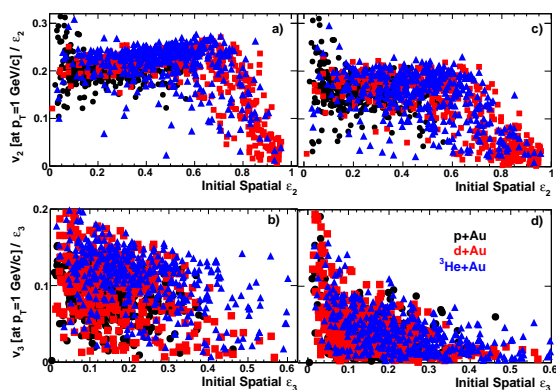 0.3
a)
c)
0.2
0.1
v₂ [at pT=1 GeV/c] / ε₂
0 0.2 0.4 0.6 0.8 1
0.2 0.4 0.6 0.8 1
Initial Spatial ε₂
Initial Spatial ε₂
0.2
b)
d)
p+Au
d+Au
³He+Au
0.1
v₃ [at pT=1 GeV/c] / ε₃
0
0 0.1 0.2 0.3 0.4 0.5 0.6
0.1 0.2 0.3 0.4 0.5 0.6
Initial Spatial ε₃
Initial Spatial ε₃